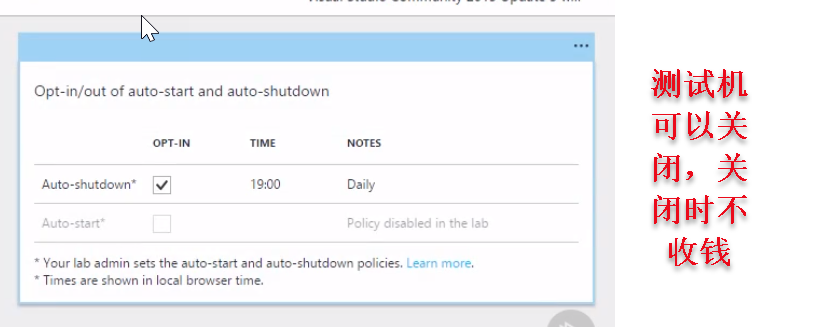 Opt-in/out of auto-start and auto-shutdown
OPT-IN TIME NOTES
Auto-shutdown* 19:00 Daily
Auto-start* Policy disabled in the lab
* Your lab admin sets the auto-start and auto-shutdown policies. Learn more.
* Times are shown in local browser time.
测试机
可以关
闭，关
闭时不
收钱